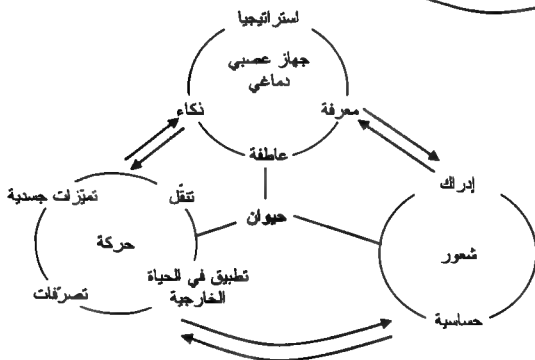 استراتيجيا
جهاز عصبي
دماغي
ذكاء
معرفة
عاطفة
إدراك
تميّزات جسدية
تنقّل
حيوان
حركة
شعور
تطبيق في الحياة
الخارجية
تصرّفات
حساسية